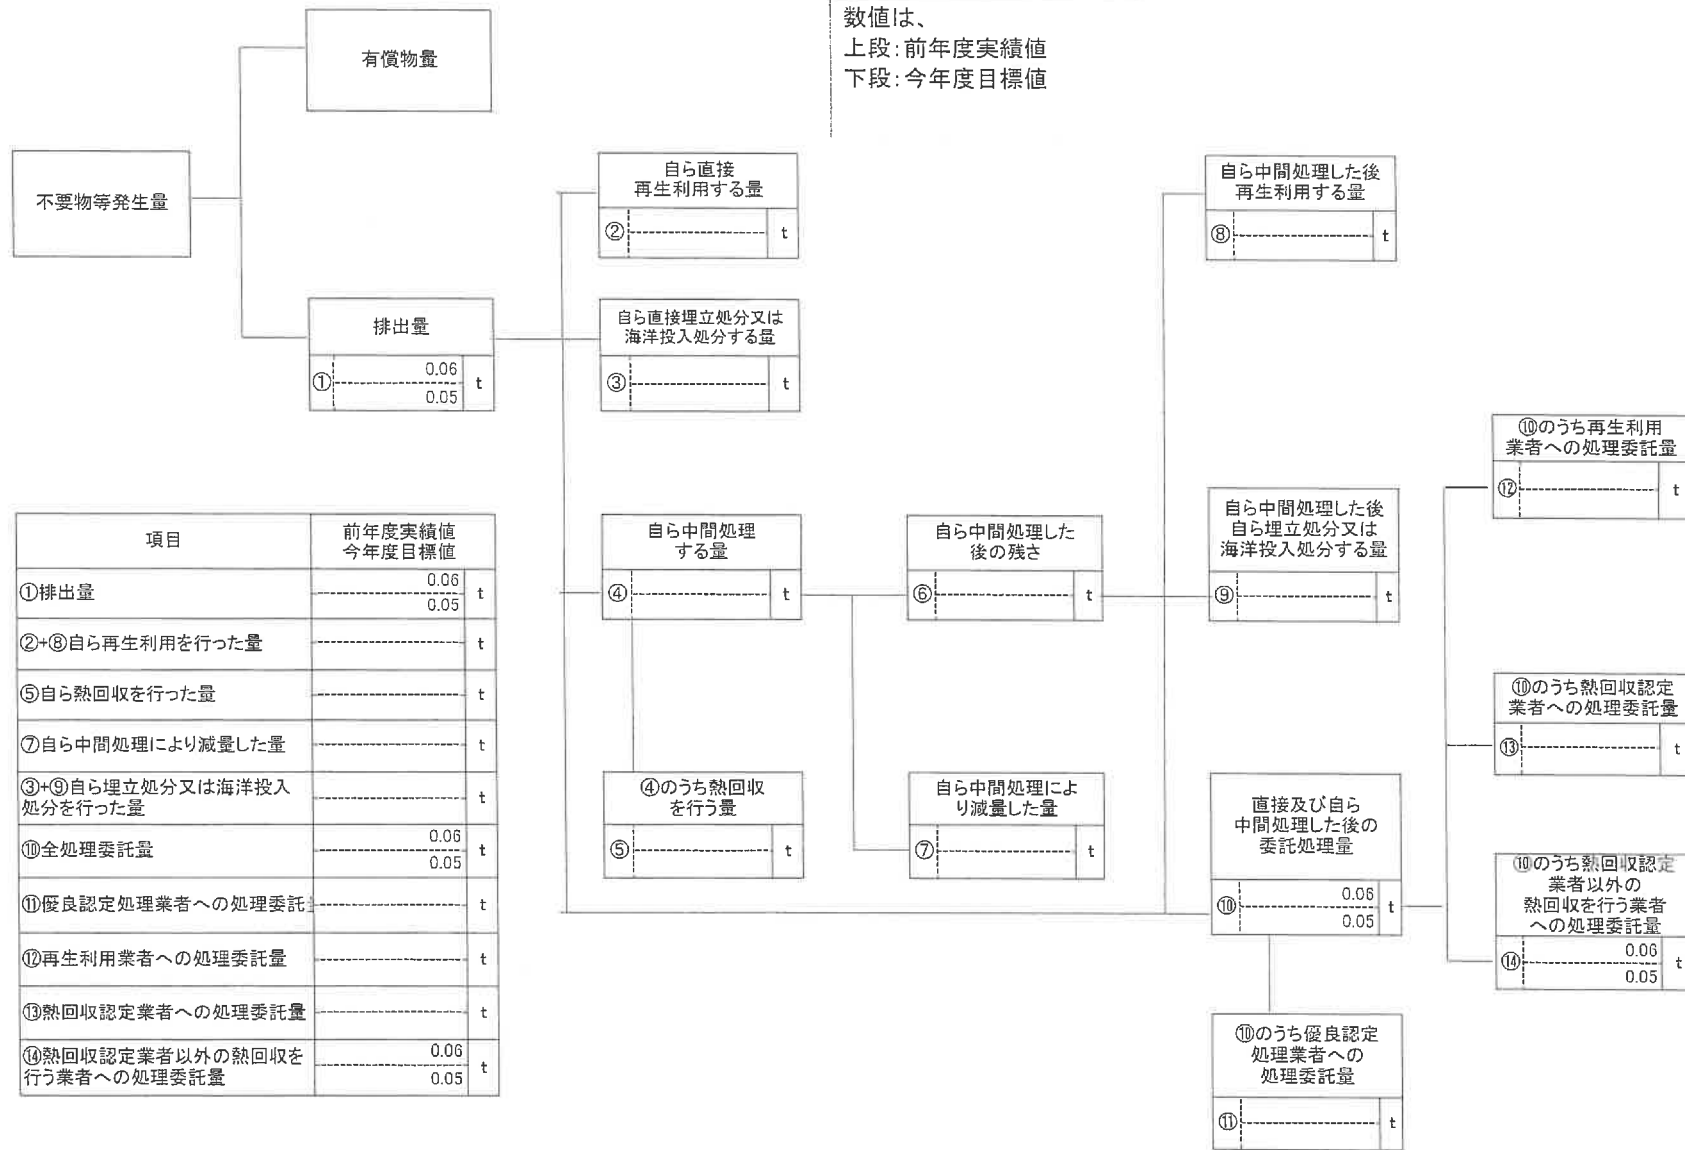 数値は、
上段:前年度実績値
下段:今年度目標値
有償物量
不要物等発生量
排出量
① 0.06 t
0.05
自ら直接
再生利用する量
② t
自ら直接埋立処分又は
海洋投入処分する量
③ t
自ら中間処理
する量
④ t
④のうち熱回収
を行う量
⑤ t
自ら中間処理した
後の残さ
⑥ t
自ら中間処理によ
り減量した量
⑦ t
自ら中間処理した後
再生利用する量
⑧ t
自ら中間処理した後
自ら埋立処分又は
海洋投入処分する量
⑨ t
直接及び自ら
中間処理した後の
委託処理量
⑩ 0.06 t
0.05
⑩のうち優良認定
処理業者への
処理委託量
⑪ t
⑩のうち再生利用
業者への処理委託量
⑫ t
⑩のうち熱回収認定
業者への処理委託量
⑬ t
⑩のうち熱回収認定
業者以外の
熱回収を行う業者
への処理委託量
⑭ 0.06 t
0.05
項目 前年度実績値
今年度目標値
①排出量 0.06 t
0.05
②+⑧自ら再生利用を行った量 t
⑤自ら熱回収を行った量 t
⑦自ら中間処理により減量した量 t
③+⑨自ら埋立処分又は海洋投入
処分を行った量 t
⑩全処理委託量 0.06 t
0.05
⑪優良認定処理業者への処理委託 t
⑫再生利用業者への処理委託量 t
⑬熱回収認定業者への処理委託量 t
⑭熱回収認定業者以外の熱回収を 0.06 t
行う業者への処理委託量 0.05